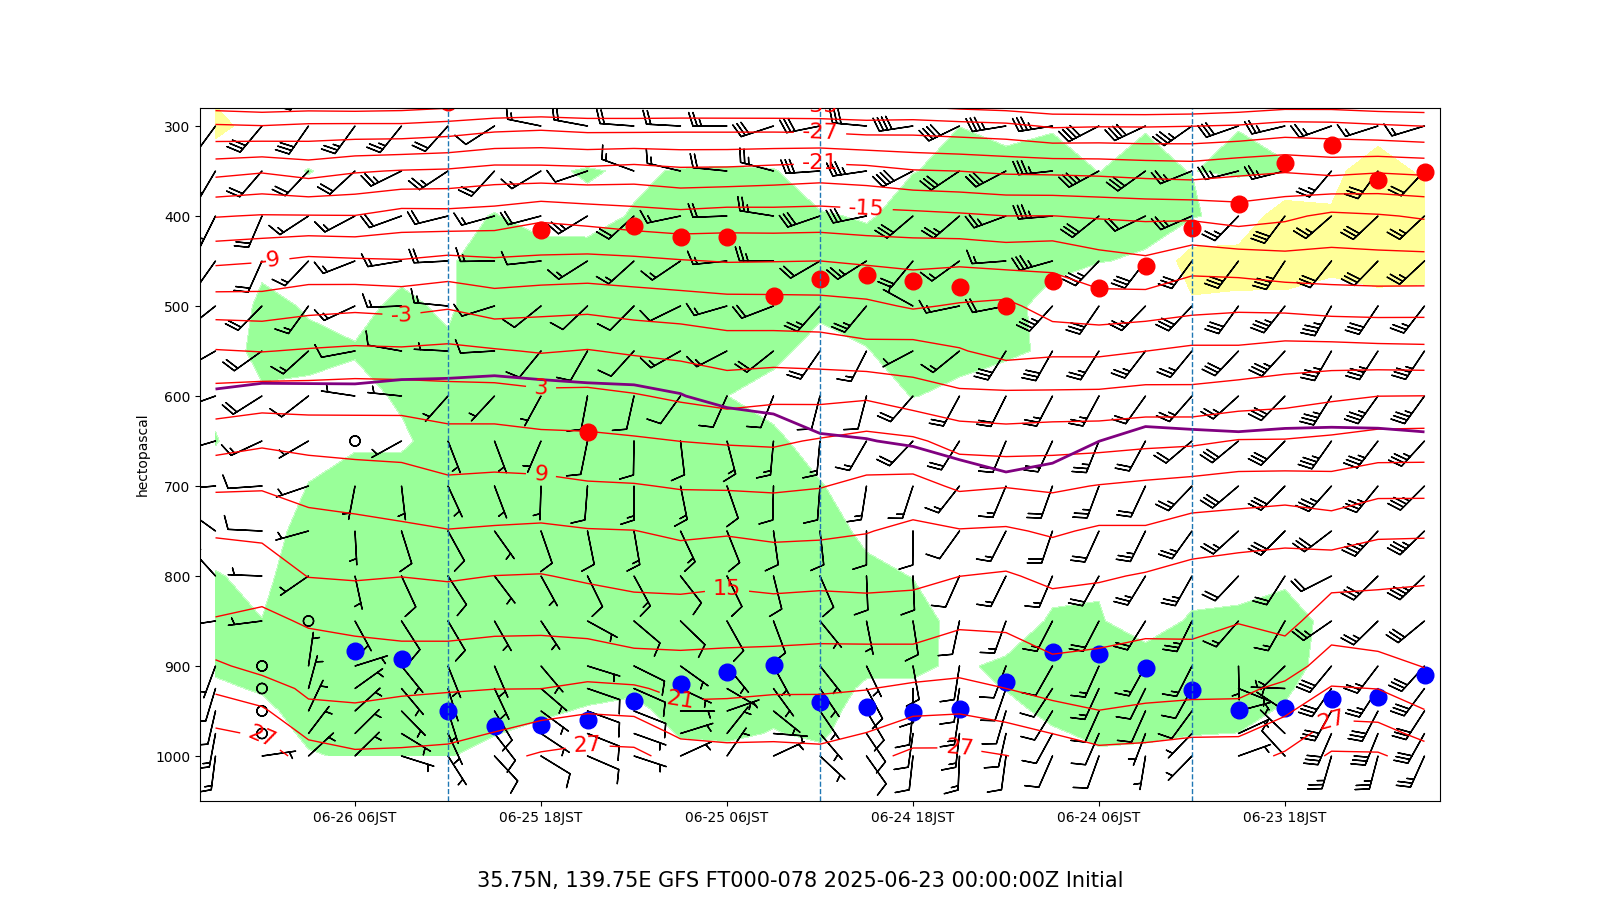 300
400
500
600
700
800
900
1000
hectopascal
-27
-21
-15
-9
-3
3
9
15
21
27
27
27
27
06-26 06JST
06-25 18JST
06-25 06JST
06-24 18JST
06-24 06JST
06-23 18JST
35.75N, 139.75E GFS FT000-078 2025-06-23 00:00:00Z Initial